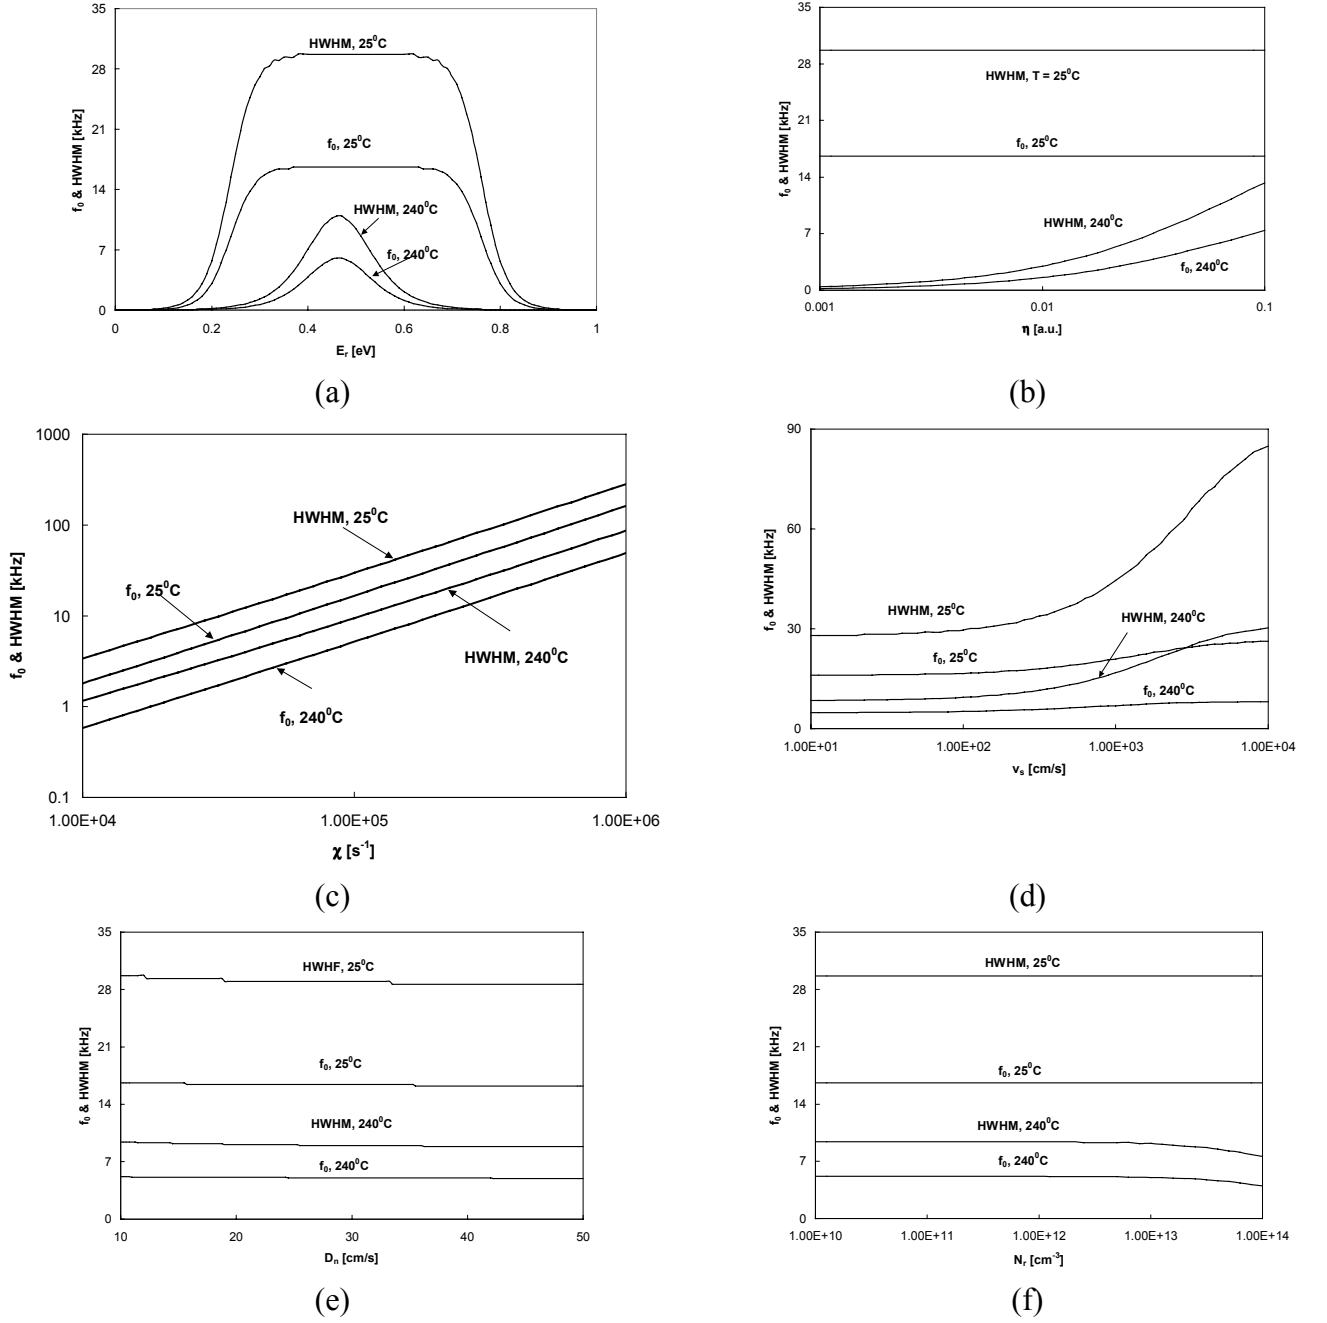 35
28
21
14
7
0
f₀ & HWHM [kHz]
HWHM, 25⁰C
f₀, 25⁰C
HWHM, 240⁰C
f₀, 240⁰C
0 0.2 0.4 0.6 0.8 1
Eᵣ [eV]
(a)
35
28
21
14
7
0
f₀ & HWHM [kHz]
HWHM, T = 25⁰C
f₀, 25⁰C
HWHM, 240⁰C
f₀, 240⁰C
0.001 0.01 0.1
η [a.u.]
(b)
1000
100
10
1
0.1
f₀ & HWHM [kHz]
HWHM, 25⁰C
f₀, 25⁰C
HWHM, 240⁰C
f₀, 240⁰C
1.00E+04 1.00E+05 1.00E+06
χ [s⁻¹]
(c)
90
60
30
0
f₀ & HWHM [kHz]
HWHM, 25⁰C
HWHM, 240⁰C
f₀, 25⁰C
f₀, 240⁰C
1.00E+01 1.00E+02 1.00E+03 1.00E+04
vₛ [cm/s]
(d)
35
28
21
14
7
0
f₀ & HWHM [kHz]
HWHF, 25⁰C
f₀, 25⁰C
HWHM, 240⁰C
f₀, 240⁰C
10 20 30 40 50
Dₙ [cm/s]
(e)
35
28
21
14
7
0
f₀ & HWHM [kHz]
HWHM, 25⁰C
f₀, 25⁰C
HWHM, 240⁰C
f₀, 240⁰C
1.00E+10 1.00E+11 1.00E+12 1.00E+13 1.00E+14
Nᵣ [cm⁻³]
(f)